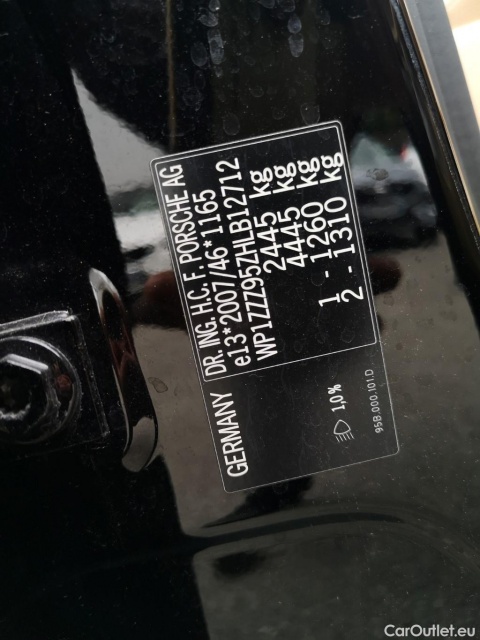 GERMANY DR. ING. H.C. F. PORSCHE AG
e13*2007/46*1165
WP1ZZZ95ZHLB12712
2445 kg
4445 kg
1 - 1260 kg
2 - 1310 kg
1,0%
95B.000.101.D
CarOutlet.eu